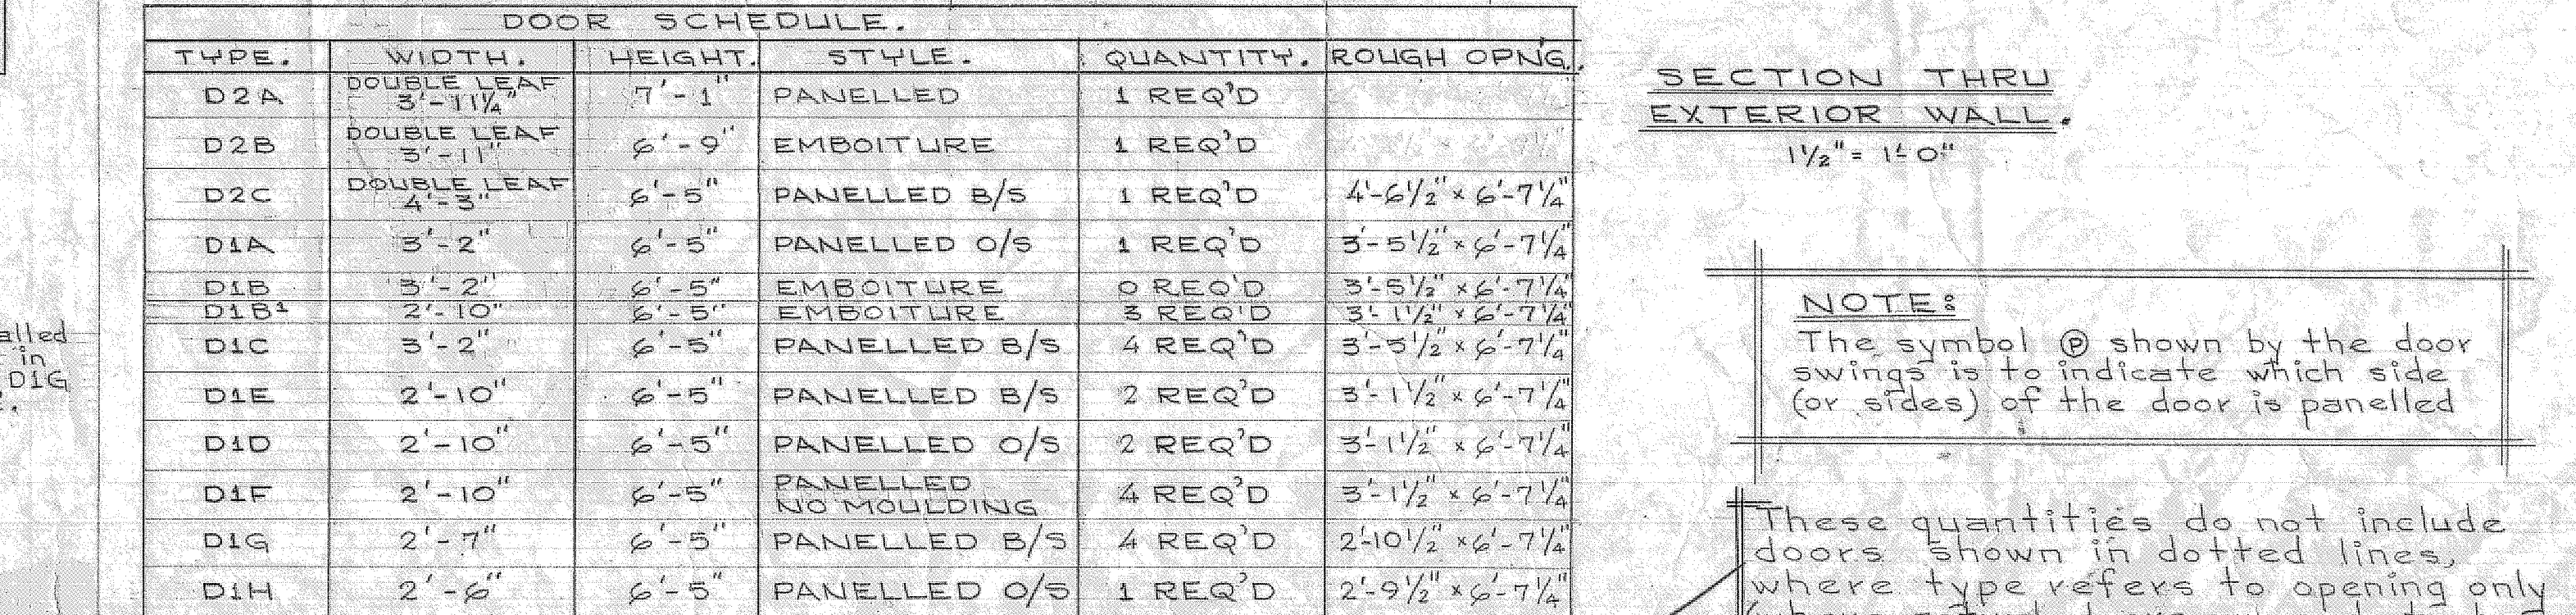 DOOR SCHEDULE.
TYPE. WIDTH. HEIGHT. STYLE. QUANTITY. ROUGH OPNG.
D2A DOUBLE LEAF 3'-11¼" 7'-1" PANELLED 1 REQ'D
D2B DOUBLE LEAF 3'-11" 6'-9" EMBOITURE 1 REQ'D
D2C DOUBLE LEAF 4'-3" 6'-5" PANELLED B/S 1 REQ'D 4'-6½" × 6'-7¼"
D1A 3'-2" 6'-5" PANELLED O/S 1 REQ'D 3'-5½" × 6'-7¼"
D1B 3'-2" 6'-5" EMBOITURE 0 REQ'D 3'-5½" × 6'-7¼"
D1B¹ 2'-10" 6'-5" EMBOITURE 3 REQ'D 3'-1½" × 6'-7¼"
D1C 3'-2" 6'-5" PANELLED B/S 4 REQ'D 3'-5½" × 6'-7¼"
D1E 2'-10" 6'-5" PANELLED B/S 2 REQ'D 3'-1½" × 6'-7¼"
D1D 2'-10" 6'-5" PANELLED O/S 2 REQ'D 3'-1½" × 6'-7¼"
D1F 2'-10" 6'-5" PANELLED NO MOULDING 4 REQ'D 3'-1½" × 6'-7¼"
D1G 2'-7" 6'-5" PANELLED B/S 4 REQ'D 2'-10½" × 6'-7¼"
D1H 2'-6" 6'-5" PANELLED O/S 1 REQ'D 2'-9½" × 6'-7¼"
alled
in
D1G
SECTION THRU
EXTERIOR WALL.
1½" = 1'-0"
NOTE:
The symbol Ⓟ shown by the door
swings is to indicate which side
(or sides) of the door is panelled
These quantities do not include
doors shown in dotted lines,
where type refers to opening only